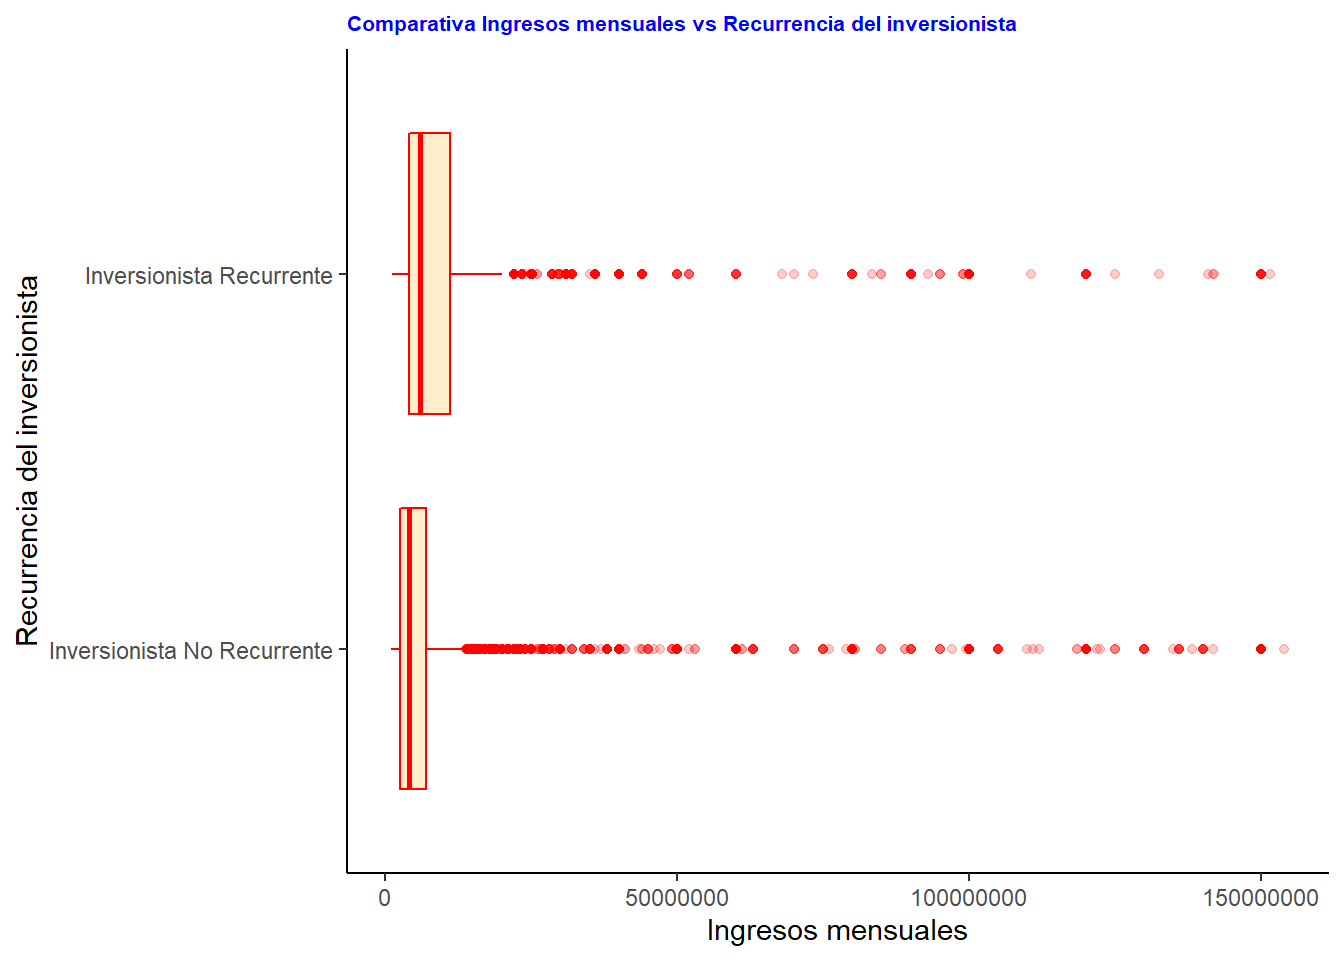 Comparativa Ingresos mensuales vs Recurrencia del inversionista
Recurrencia del inversionista
Inversionista Recurrente
Inversionista No Recurrente
0
50000000
100000000
150000000
Ingresos mensuales